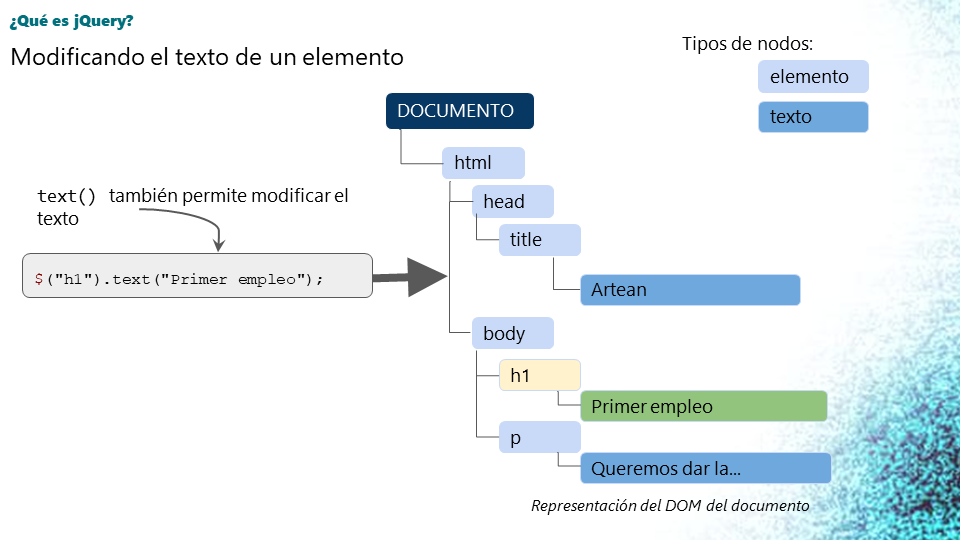 ¿Qué es jQuery?
Modificando el texto de un elemento
Tipos de nodos:
elemento
texto
DOCUMENTO
html
head
title
Artean
body
h1
Primer empleo
p
Queremos dar la...
text() también permite modificar el
texto
$("h1").text("Primer empleo");
Representación del DOM del documento